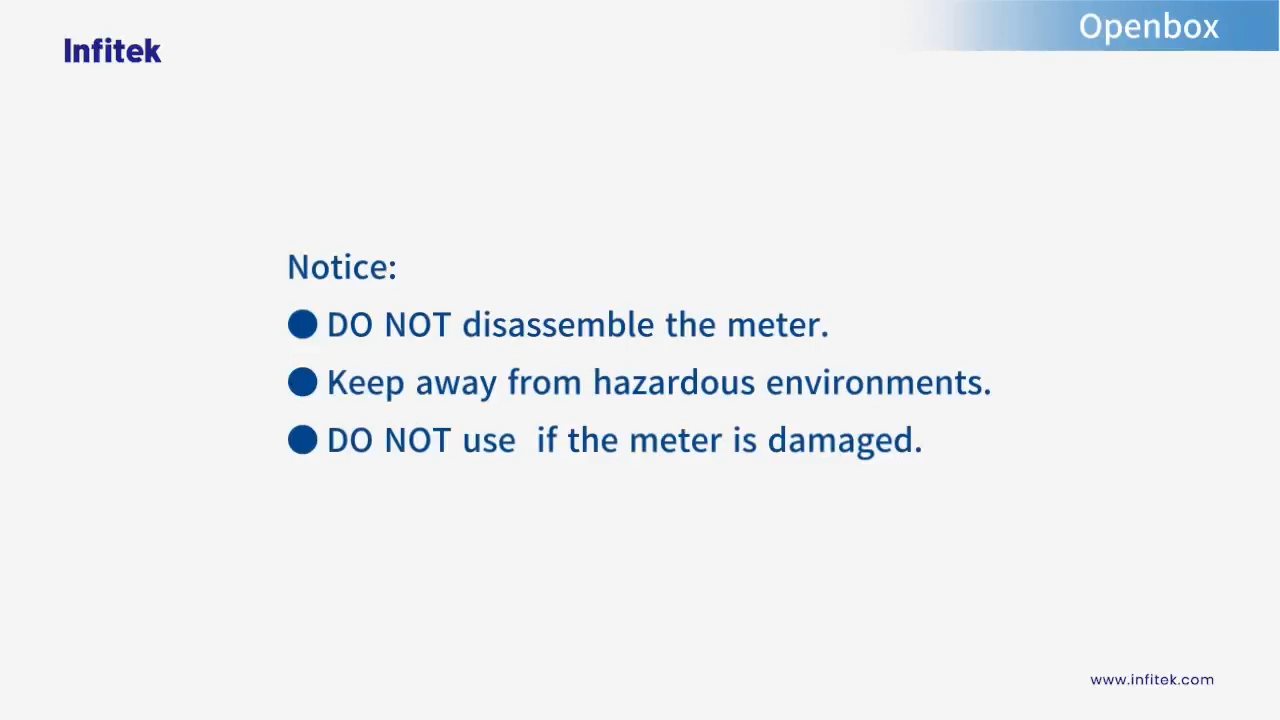 Infitek
Openbox
Notice:
● DO NOT disassemble the meter.
● Keep away from hazardous environments.
● DO NOT use  if the meter is damaged.
www.infitek.com